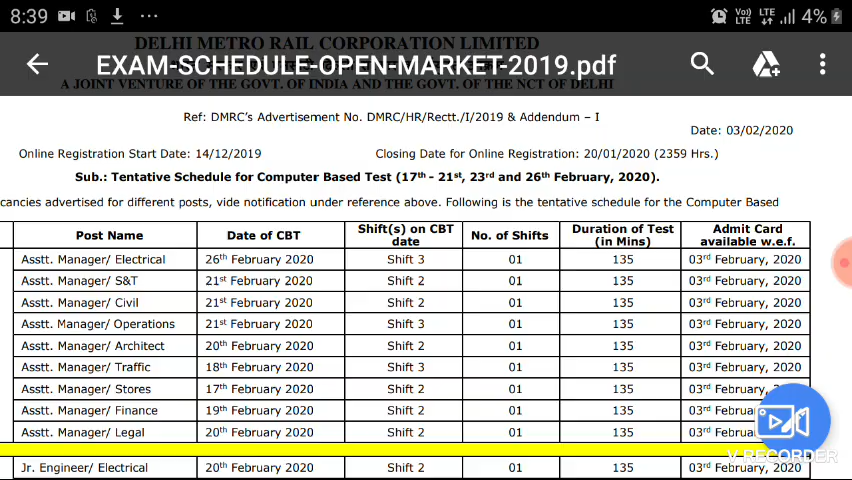 8:39 Vo) LTE LTE 4%
DELHI METRO RAIL CORPORATION LIMITED
EXAM-SCHEDULE-OPEN-MARKET-2019.pdf
A JOINT VENTURE OF THE GOVT. OF INDIA AND THE GOVT. OF THE NCT OF DELHI
Ref: DMRC's Advertisement No. DMRC/HR/Rectt./I/2019 & Addendum – I
Date: 03/02/2020
Online Registration Start Date: 14/12/2019 Closing Date for Online Registration: 20/01/2020 (2359 Hrs.)
Sub.: Tentative Schedule for Computer Based Test (17th - 21st, 23rd and 26th February, 2020).
cancies advertised for different posts, vide notification under reference above. Following is the tentative schedule for the Computer Based
Post Name Date of CBT Shift(s) on CBT date No. of Shifts Duration of Test (in Mins) Admit Card available w.e.f.
Asstt. Manager/ Electrical 26th February 2020 Shift 3 01 135 03rd February, 2020
Asstt. Manager/ S&T 21st February 2020 Shift 2 01 135 03rd February, 2020
Asstt. Manager/ Civil 21st February 2020 Shift 2 01 135 03rd February, 2020
Asstt. Manager/ Operations 21st February 2020 Shift 3 01 135 03rd February, 2020
Asstt. Manager/ Architect 20th February 2020 Shift 2 01 135 03rd February, 2020
Asstt. Manager/ Traffic 18th February 2020 Shift 3 01 135 03rd February, 2020
Asstt. Manager/ Stores 17th February 2020 Shift 2 01 135 03rd February, 2020
Asstt. Manager/ Finance 19th February 2020 Shift 2 01 135 03rd February
Asstt. Manager/ Legal 20th February 2020 Shift 2 01 135 03rd February
V RECORDER
Jr. Engineer/ Electrical 20th February 2020 Shift 2 01 135 03rd February, 2020